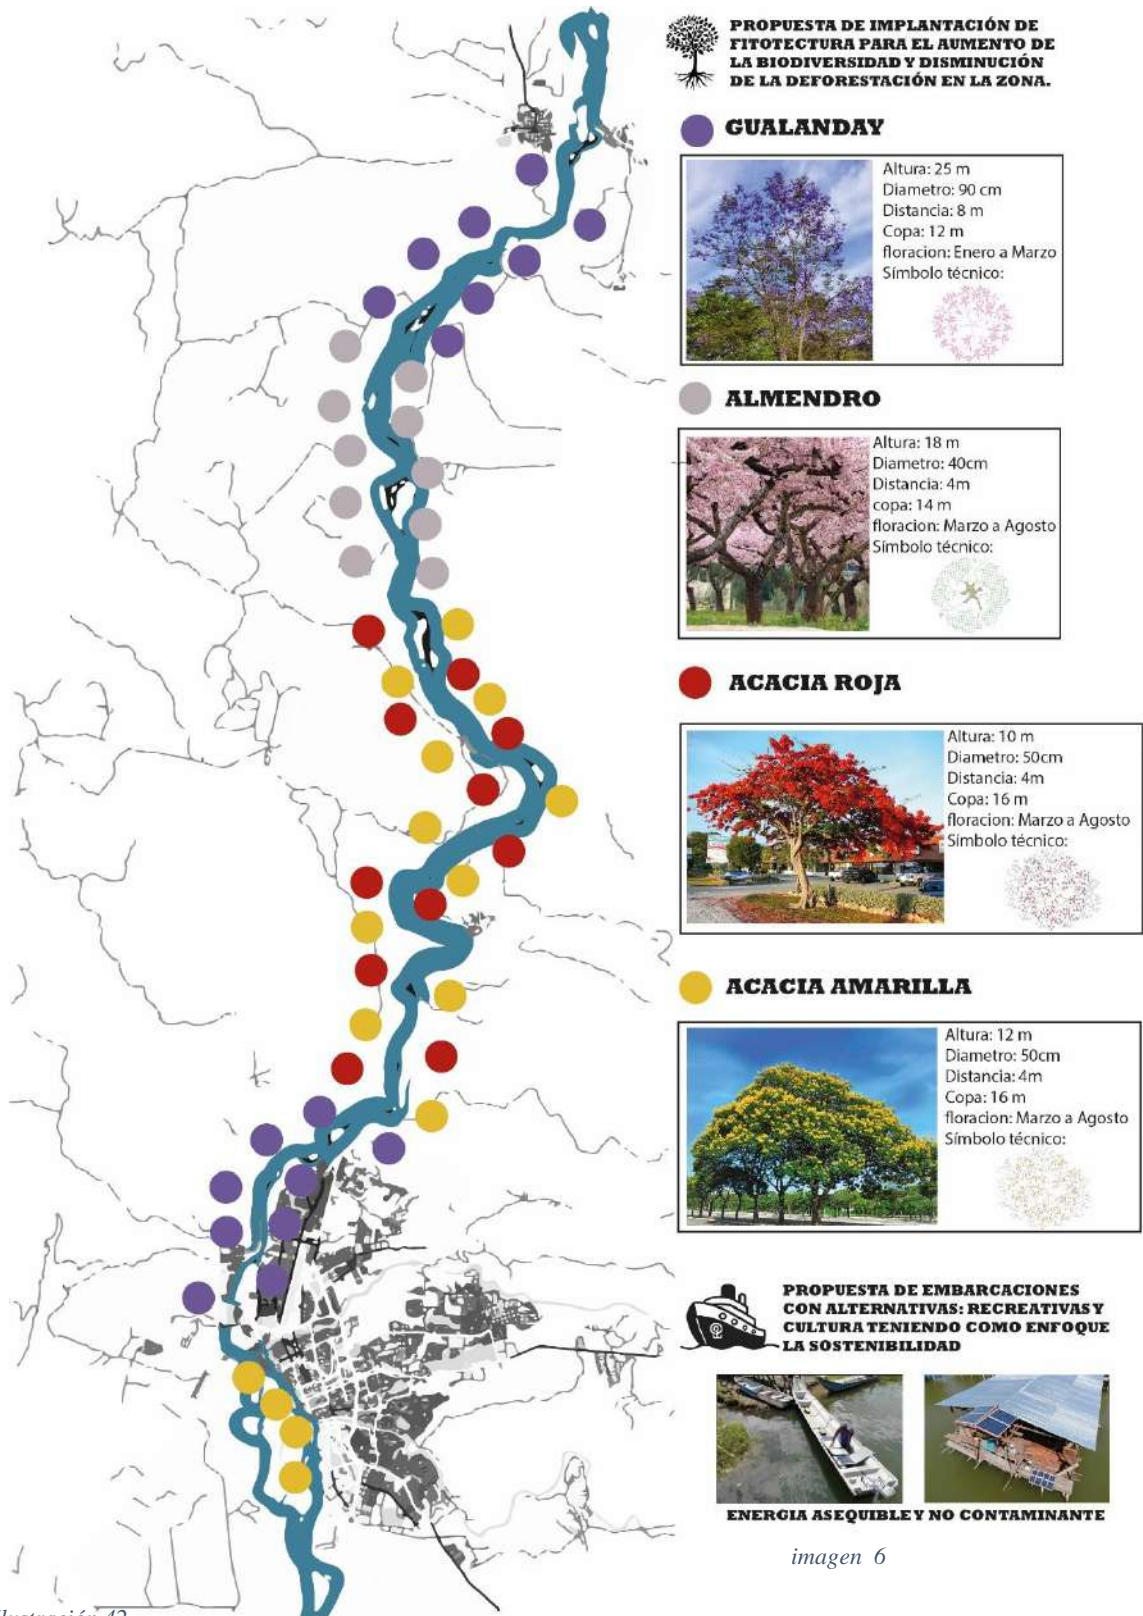 PROPUESTA DE IMPLANTACIÓN DE
FITOTECTURA PARA EL AUMENTO DE
LA BIODIVERSIDAD Y DISMINUCIÓN
DE LA DEFORESTACIÓN EN LA ZONA.
GUALANDAY
Altura: 25 m
Diametro: 90 cm
Distancia: 8 m
Copa: 12 m
floracion: Enero a Marzo
Símbolo técnico:
ALMENDRO
Altura: 18 m
Diametro: 40cm
Distancia: 4m
copa: 14 m
floracion: Marzo a Agosto
Símbolo técnico:
ACACIA ROJA
Altura: 10 m
Diametro: 50cm
Distancia: 4m
Copa: 16 m
floracion: Marzo a Agosto
Símbolo técnico:
ACACIA AMARILLA
Altura: 12 m
Diametro: 50cm
Distancia: 4m
Copa: 16 m
floracion: Marzo a Agosto
Símbolo técnico:
PROPUESTA DE EMBARCACIONES
CON ALTERNATIVAS: RECREATIVAS Y
CULTURA TENIENDO COMO ENFOQUE
LA SOSTENIBILIDAD
ENERGIA ASEQUIBLE Y NO CONTAMINANTE
imagen 6